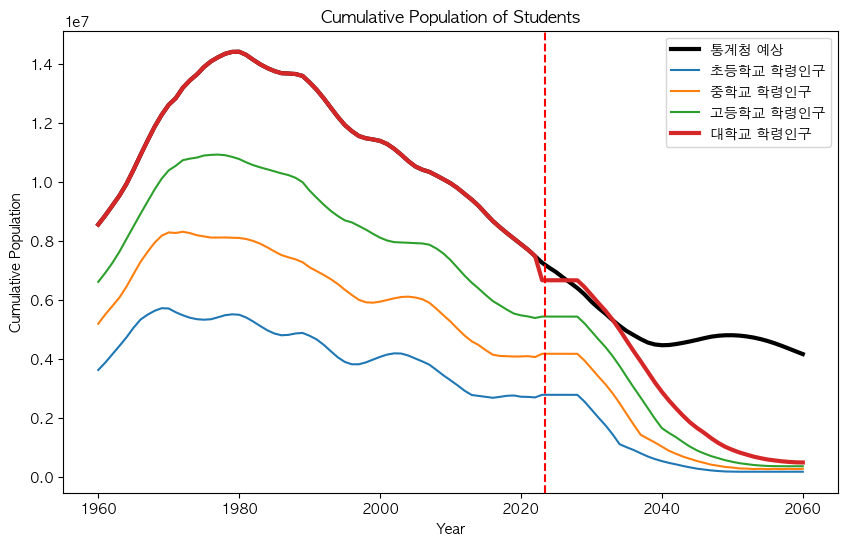 Cumulative Population of Students
1e7
통계청 예상
초등학교 학령인구
중학교 학령인구
고등학교 학령인구
대학교 학령인구
1.4
1.2
1.0
0.8
0.6
0.4
0.2
0.0
Cumulative Population
1960 1980 2000 2020 2040 2060
Year